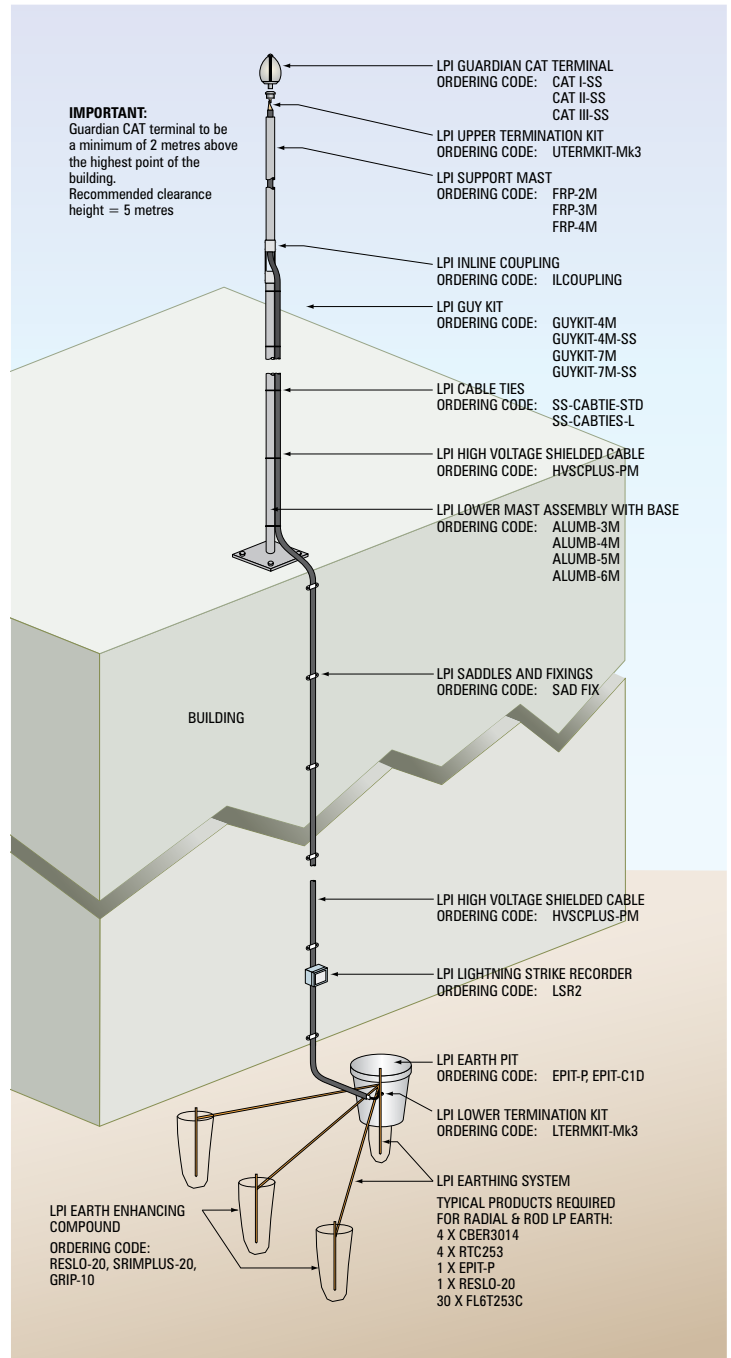 LPI GUARDIAN CAT TERMINAL
ORDERING CODE: CAT I-SS
CAT II-SS
CAT III-SS
IMPORTANT:
Guardian CAT terminal to be
a minimum of 2 metres above
the highest point of the
building.
Recommended clearance
height = 5 metres
LPI UPPER TERMINATION KIT
ORDERING CODE: UTERMKIT-Mk3
LPI SUPPORT MAST
ORDERING CODE: FRP-2M
FRP-3M
FRP-4M
LPI INLINE COUPLING
ORDERING CODE: ILCOUPLING
LPI GUY KIT
ORDERING CODE: GUYKIT-4M
GUYKIT-4M-SS
GUYKIT-7M
GUYKIT-7M-SS
LPI CABLE TIES
ORDERING CODE: SS-CABTIE-STD
SS-CABTIES-L
LPI HIGH VOLTAGE SHIELDED CABLE
ORDERING CODE: HVSCPLUS-PM
LPI LOWER MAST ASSEMBLY WITH BASE
ORDERING CODE: ALUMB-3M
ALUMB-4M
ALUMB-5M
ALUMB-6M
LPI SADDLES AND FIXINGS
ORDERING CODE: SAD FIX
BUILDING
LPI HIGH VOLTAGE SHIELDED CABLE
ORDERING CODE: HVSCPLUS-PM
LPI LIGHTNING STRIKE RECORDER
ORDERING CODE: LSR2
LPI EARTH PIT
ORDERING CODE: EPIT-P, EPIT-C1D
LPI LOWER TERMINATION KIT
ORDERING CODE: LTERMKIT-Mk3
LPI EARTHING SYSTEM
TYPICAL PRODUCTS REQUIRED
FOR RADIAL & ROD LP EARTH:
4 X CBER3014
4 X RTC253
1 X EPIT-P
1 X RESLO-20
30 X FL6T253C
LPI EARTH ENHANCING
COMPOUND
ORDERING CODE:
RESLO-20, SRIMPLUS-20,
GRIP-10